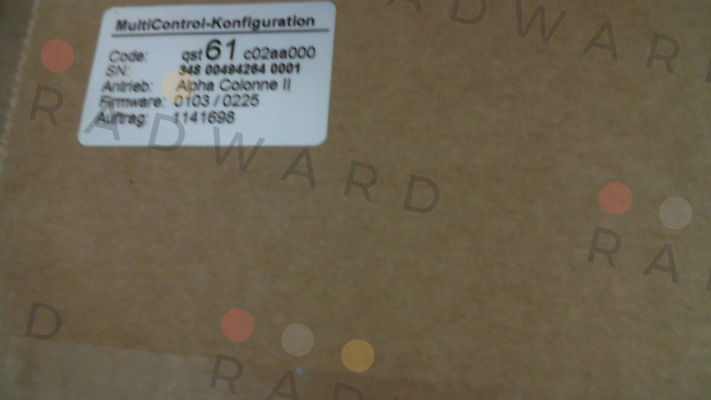 MultiControl-Konfiguration
Code: qst 61 c02aa000
SN: 348 00494264 0001
Antrieb: Alpha Colonne II
Firmware: 0103 / 0225
Auftrag: 1141698
RADWARD
RADWARD
RA
D
RAD